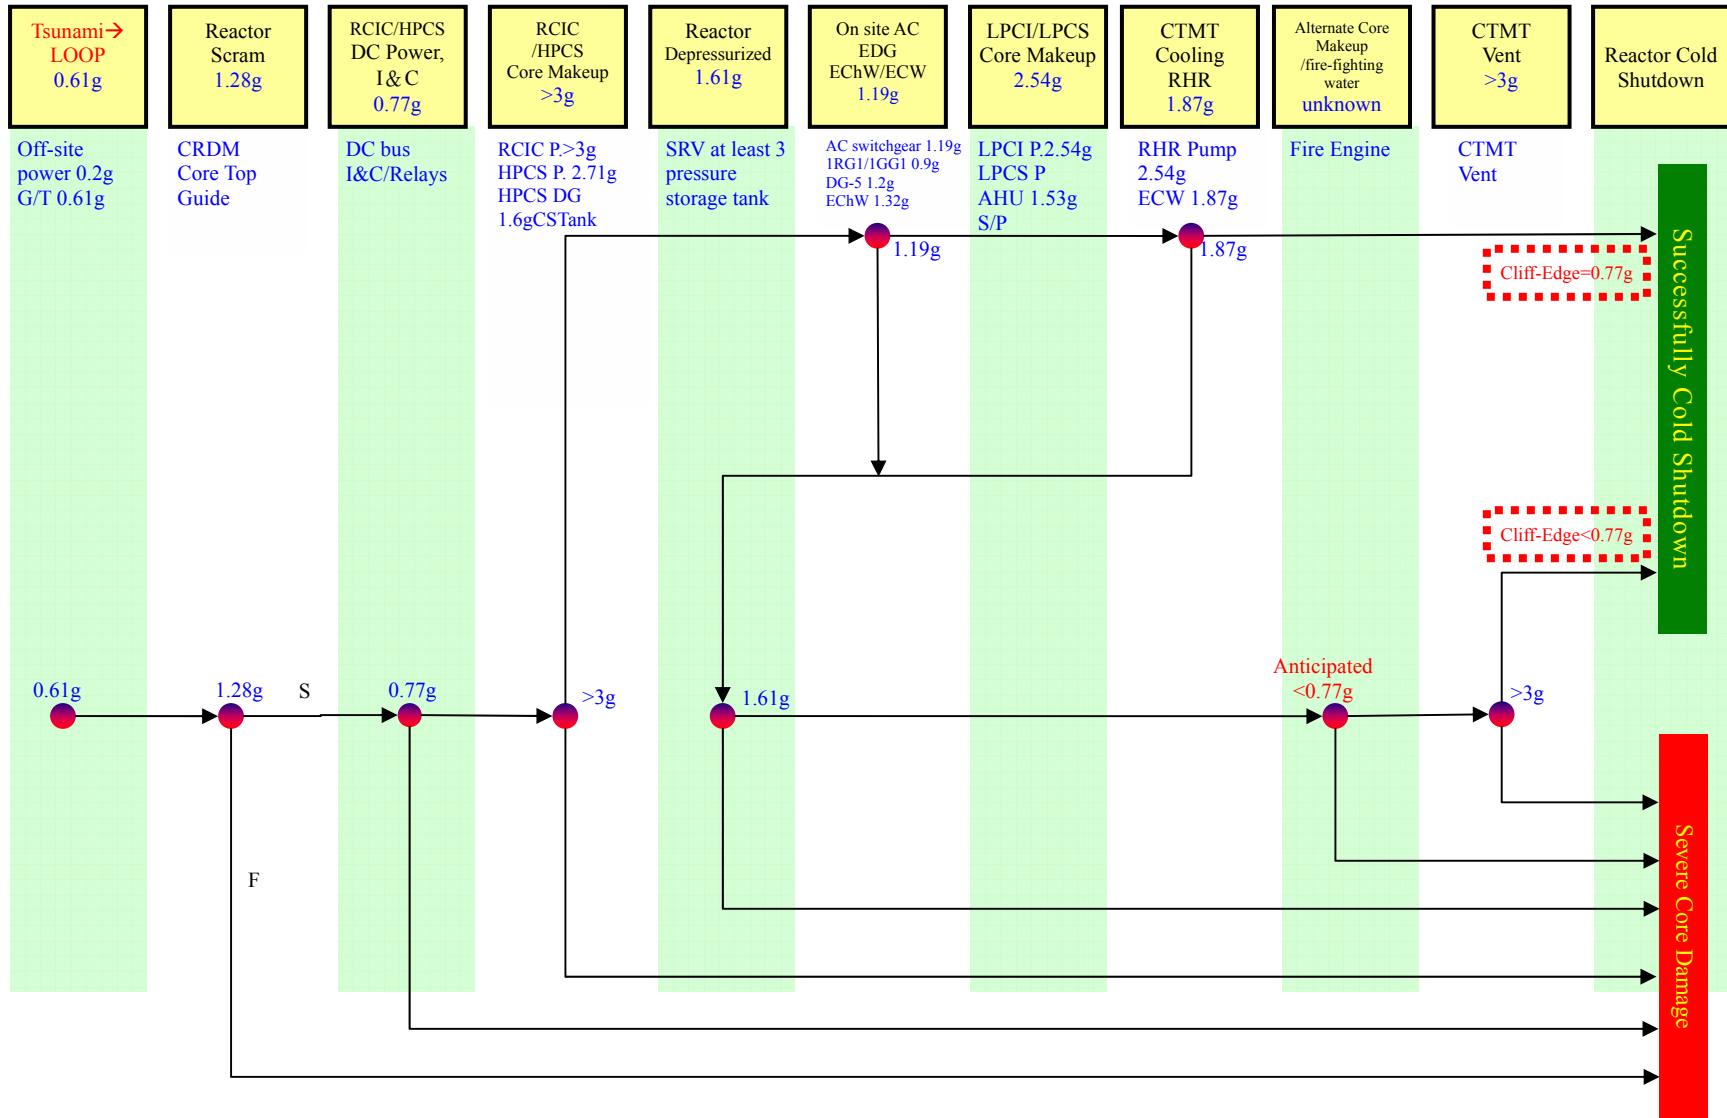 Tsunami→
LOOP
0.61g
Reactor
Scram
1.28g
RCIC/HPCS
DC Power,
I&C
0.77g
RCIC
/HPCS
Core Makeup
>3g
Reactor
Depressurized
1.61g
On site AC
EDG
EChW/ECW
1.19g
LPCI/LPCS
Core Makeup
2.54g
CTMT
Cooling
RHR
1.87g
Alternate Core
Makeup
/fire-fighting
water
unknown
CTMT
Vent
>3g
Reactor Cold
Shutdown
Off-site
power 0.2g
G/T 0.61g
CRDM
Core Top
Guide
DC bus
I&C/Relays
RCIC P.>3g
HPCS P. 2.71g
HPCS DG
1.6gCSTank
SRV at least 3
pressure
storage tank
AC switchgear 1.19g
1RG1/1GG1 0.9g
DG-5 1.2g
EChW 1.32g
LPCI P.2.54g
LPCS P
AHU 1.53g
S/P
RHR Pump
2.54g
ECW 1.87g
Fire Engine
CTMT
Vent
1.19g
1.87g
Cliff-Edge=0.77g
Successfully Cold Shutdown
Cliff-Edge<0.77g
0.61g
1.28g
S
0.77g
>3g
1.61g
Anticipated
<0.77g
>3g
F
Severe Core Damage